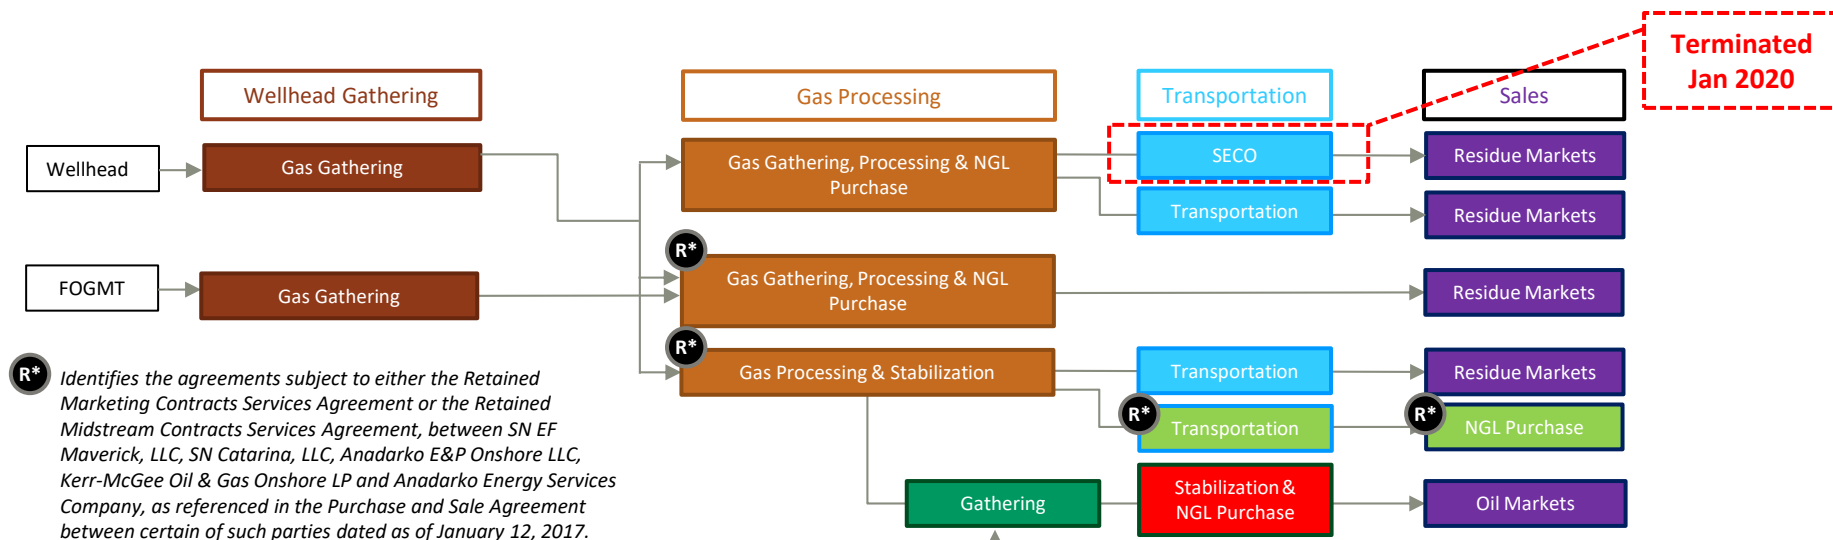 Terminated
Jan 2020
Wellhead Gathering
Gas Processing
Transportation
Sales
Wellhead
Gas Gathering
Gas Gathering, Processing & NGL
Purchase
SECO
Residue Markets
Transportation
Residue Markets
R*
FOGMT
Gas Gathering
Gas Gathering, Processing & NGL
Purchase
Residue Markets
R*
Gas Processing & Stabilization
Transportation
Residue Markets
R*
Transportation
R*
NGL Purchase
Gathering
Stabilization &
NGL Purchase
Oil Markets
R*
Identifies the agreements subject to either the Retained
Marketing Contracts Services Agreement or the Retained
Midstream Contracts Services Agreement, between SN EF
Maverick, LLC, SN Catarina, LLC, Anadarko E&P Onshore LLC,
Kerr-McGee Oil & Gas Onshore LP and Anadarko Energy Services
Company, as referenced in the Purchase and Sale Agreement
between certain of such parties dated as of January 12, 2017.